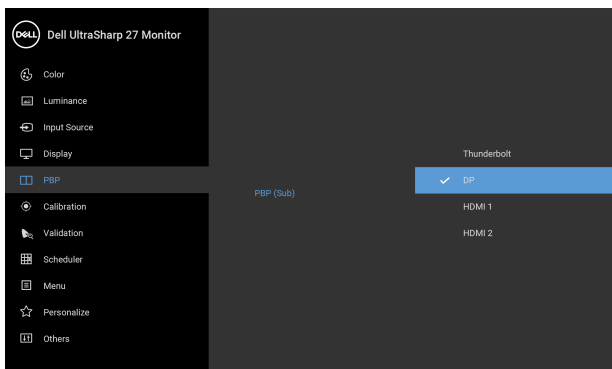 DELL Dell UltraSharp 27 Monitor
Color
Luminance
Input Source
Display
PBP
Calibration
Validation
Scheduler
Menu
Personalize
Others
PBP (Sub)
Thunderbolt
DP
HDMI 1
HDMI 2